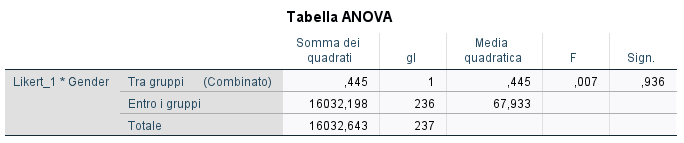 Tabella ANOVA
Somma dei quadrati gl Media quadratica F Sign.
Likert_1 * Gender Tra gruppi (Combinato) ,445 1 ,445 ,007 ,936
Entro i gruppi 16032,198 236 67,933
Totale 16032,643 237